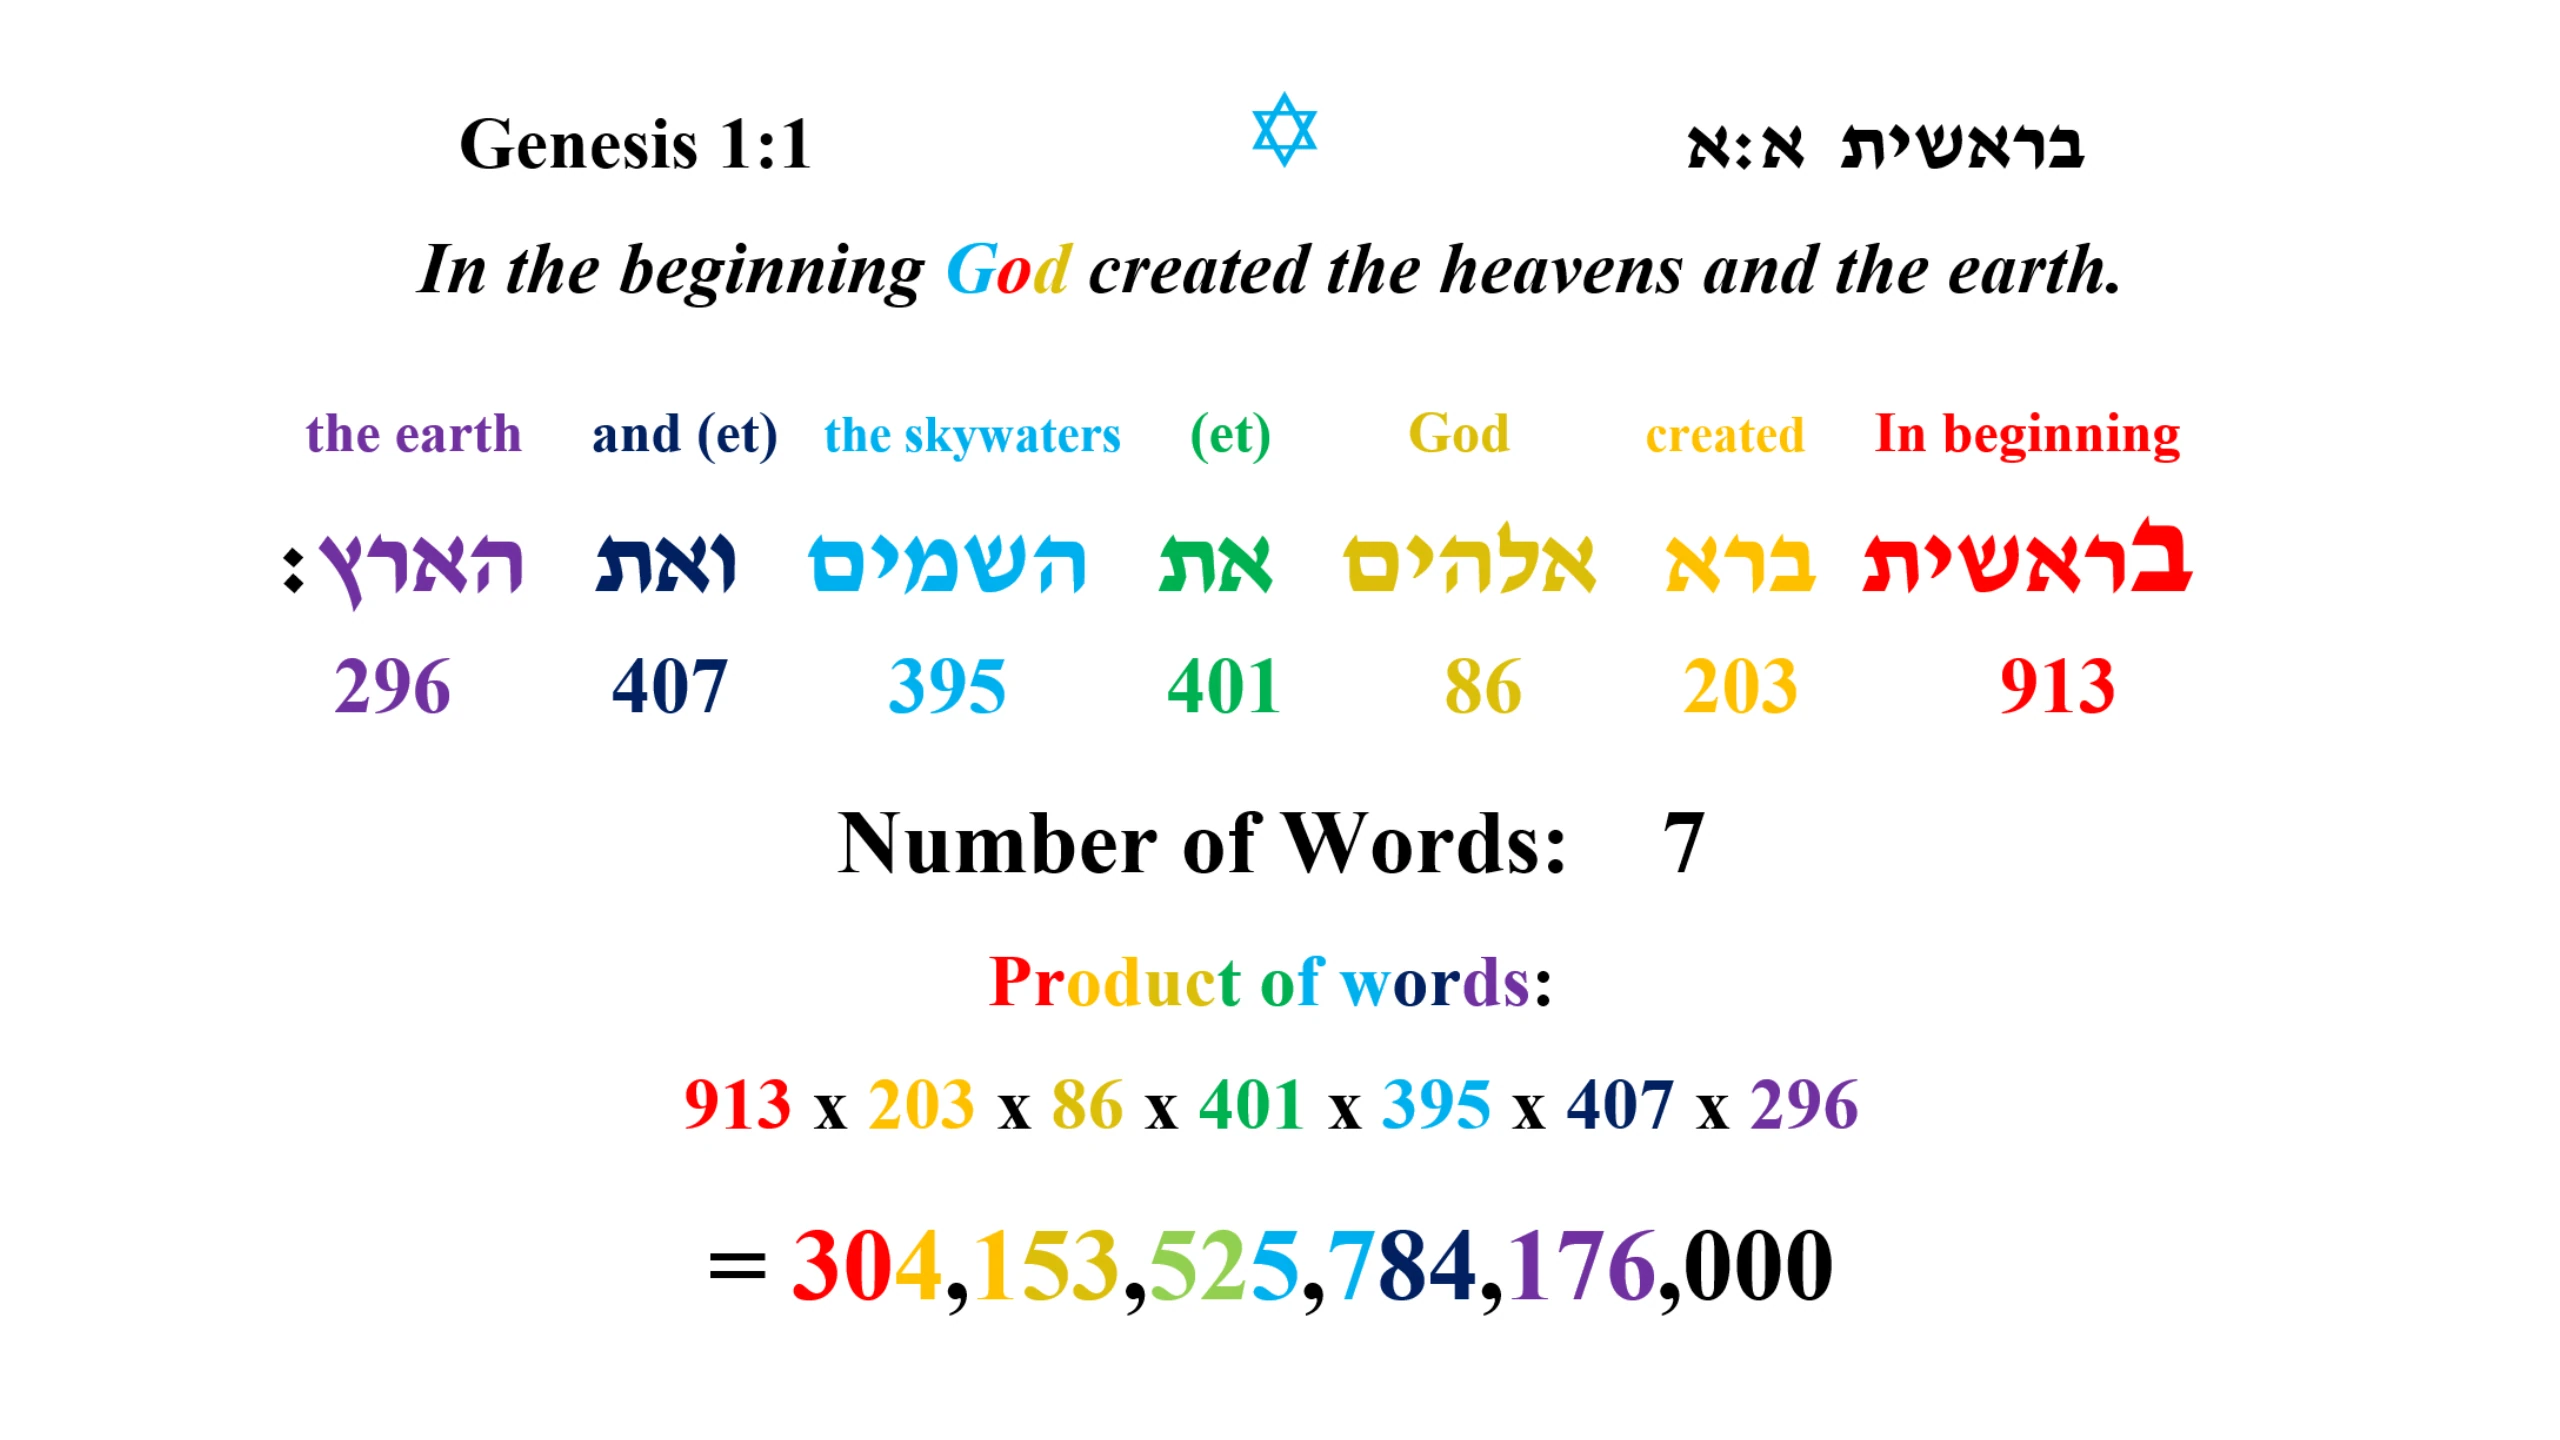 Genesis 1:1 ✡ בראשית א:א
In the beginning God created the heavens and the earth.
the earth and (et) the skywaters (et) God created In beginning
בראשית ברא אלהים את השמים ואת הארץ:
296 407 395 401 86 203 913
Number of Words: 7
Product of words:
913 x 203 x 86 x 401 x 395 x 407 x 296
= 304,153,525,784,176,000